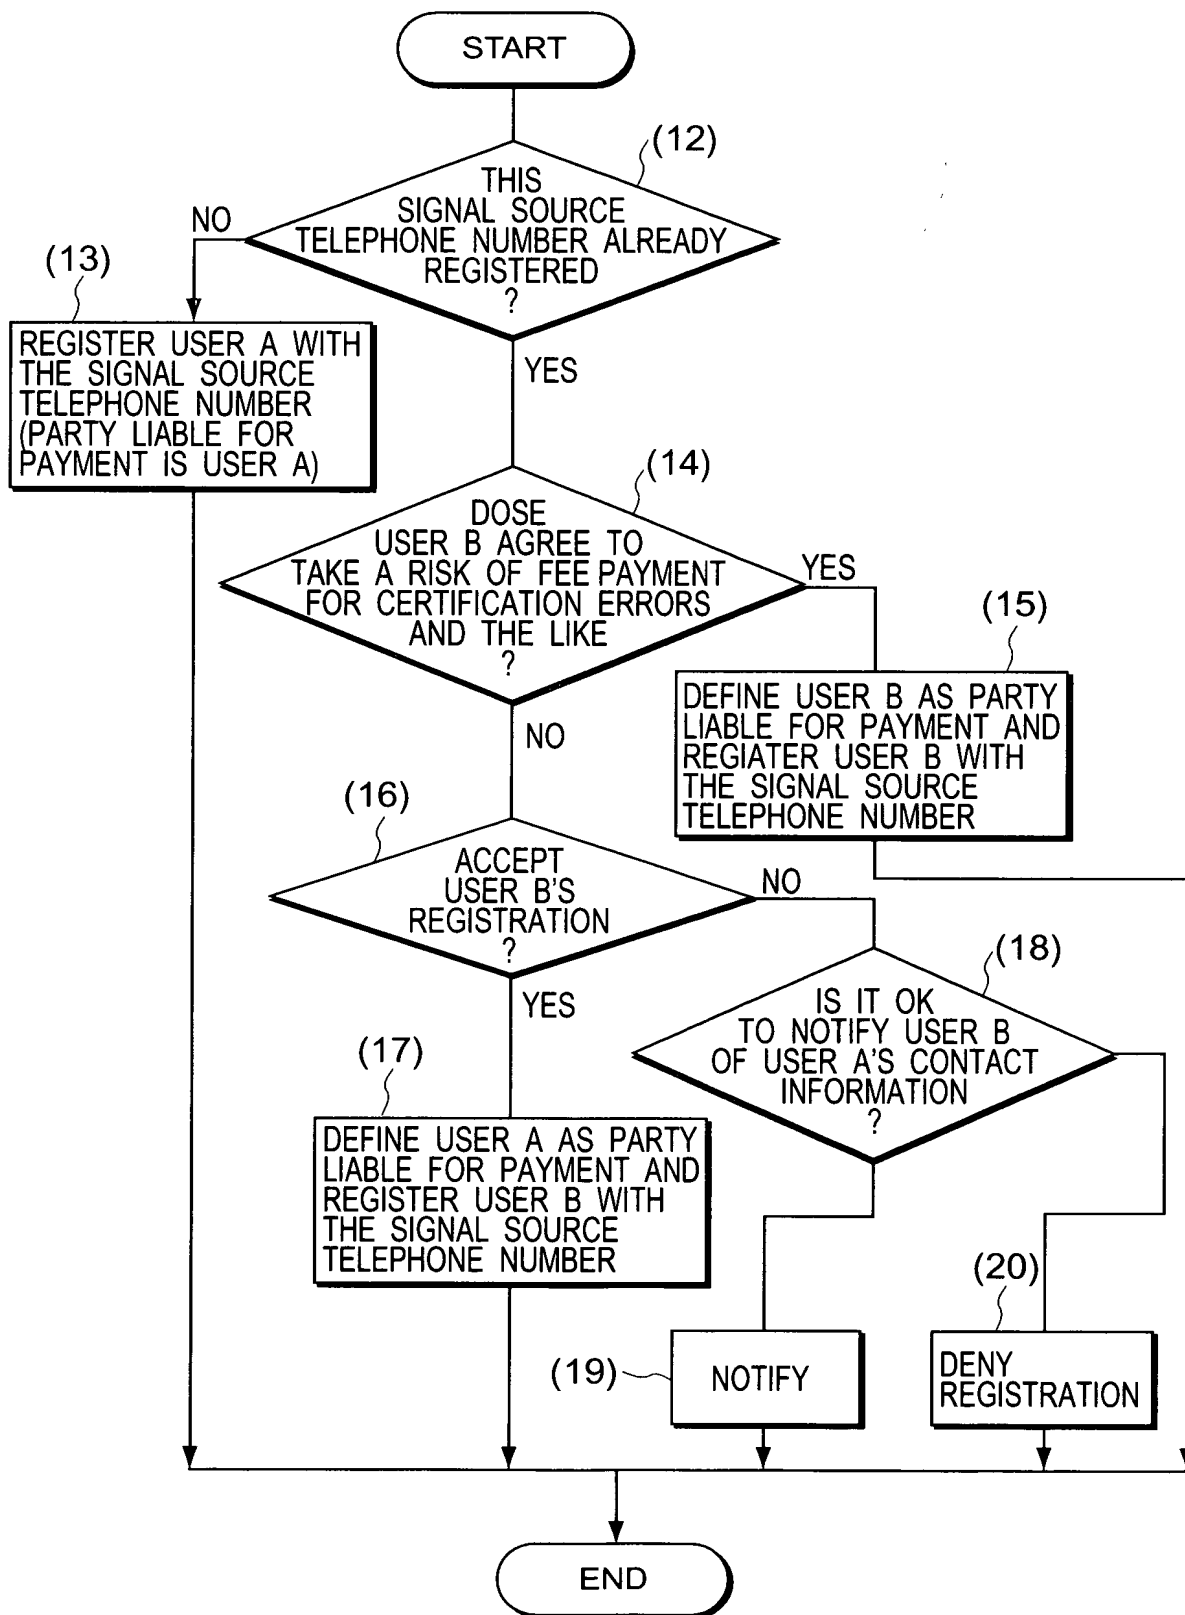 START
(12)
THIS
SIGNAL SOURCE
TELEPHONE NUMBER ALREADY
REGISTERED
?
NO
YES
(13)
REGISTER USER A WITH
THE SIGNAL SOURCE
TELEPHONE NUMBER
(PARTY LIABLE FOR
PAYMENT IS USER A)
(14)
DOSE
USER B AGREE TO
TAKE A RISK OF FEE PAYMENT
FOR CERTIFICATION ERRORS
AND THE LIKE
?
YES
NO
(15)
DEFINE USER B AS PARTY
LIABLE FOR PAYMENT AND
REGIATER USER B WITH
THE SIGNAL SOURCE
TELEPHONE NUMBER
(16)
ACCEPT
USER B'S
REGISTRATION
?
NO
YES
(17)
DEFINE USER A AS PARTY
LIABLE FOR PAYMENT AND
REGISTER USER B WITH
THE SIGNAL SOURCE
TELEPHONE NUMBER
(18)
IS IT OK
TO NOTIFY USER B
OF USER A'S CONTACT
INFORMATION
?
(19)
NOTIFY
(20)
DENY
REGISTRATION
END